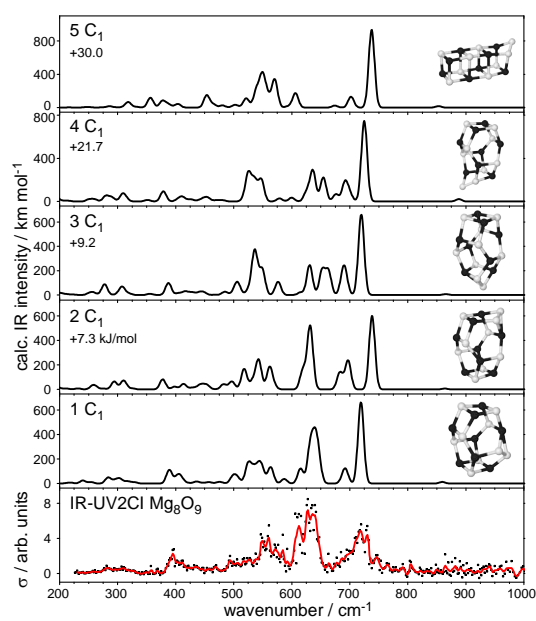 5 C₁
+30.0
800
400
0
4 C₁
+21.7
800
400
0
3 C₁
+9.2
600
400
200
0
2 C₁
+7.3 kJ/mol
600
400
200
0
1 C₁
600
400
200
0
IR-UV2CI Mg₈O₉
8
4
0
calc. IR intensity / km mol⁻¹
σ / arb. units
200 300 400 500 600 700 800 900 1000
wavenumber / cm⁻¹